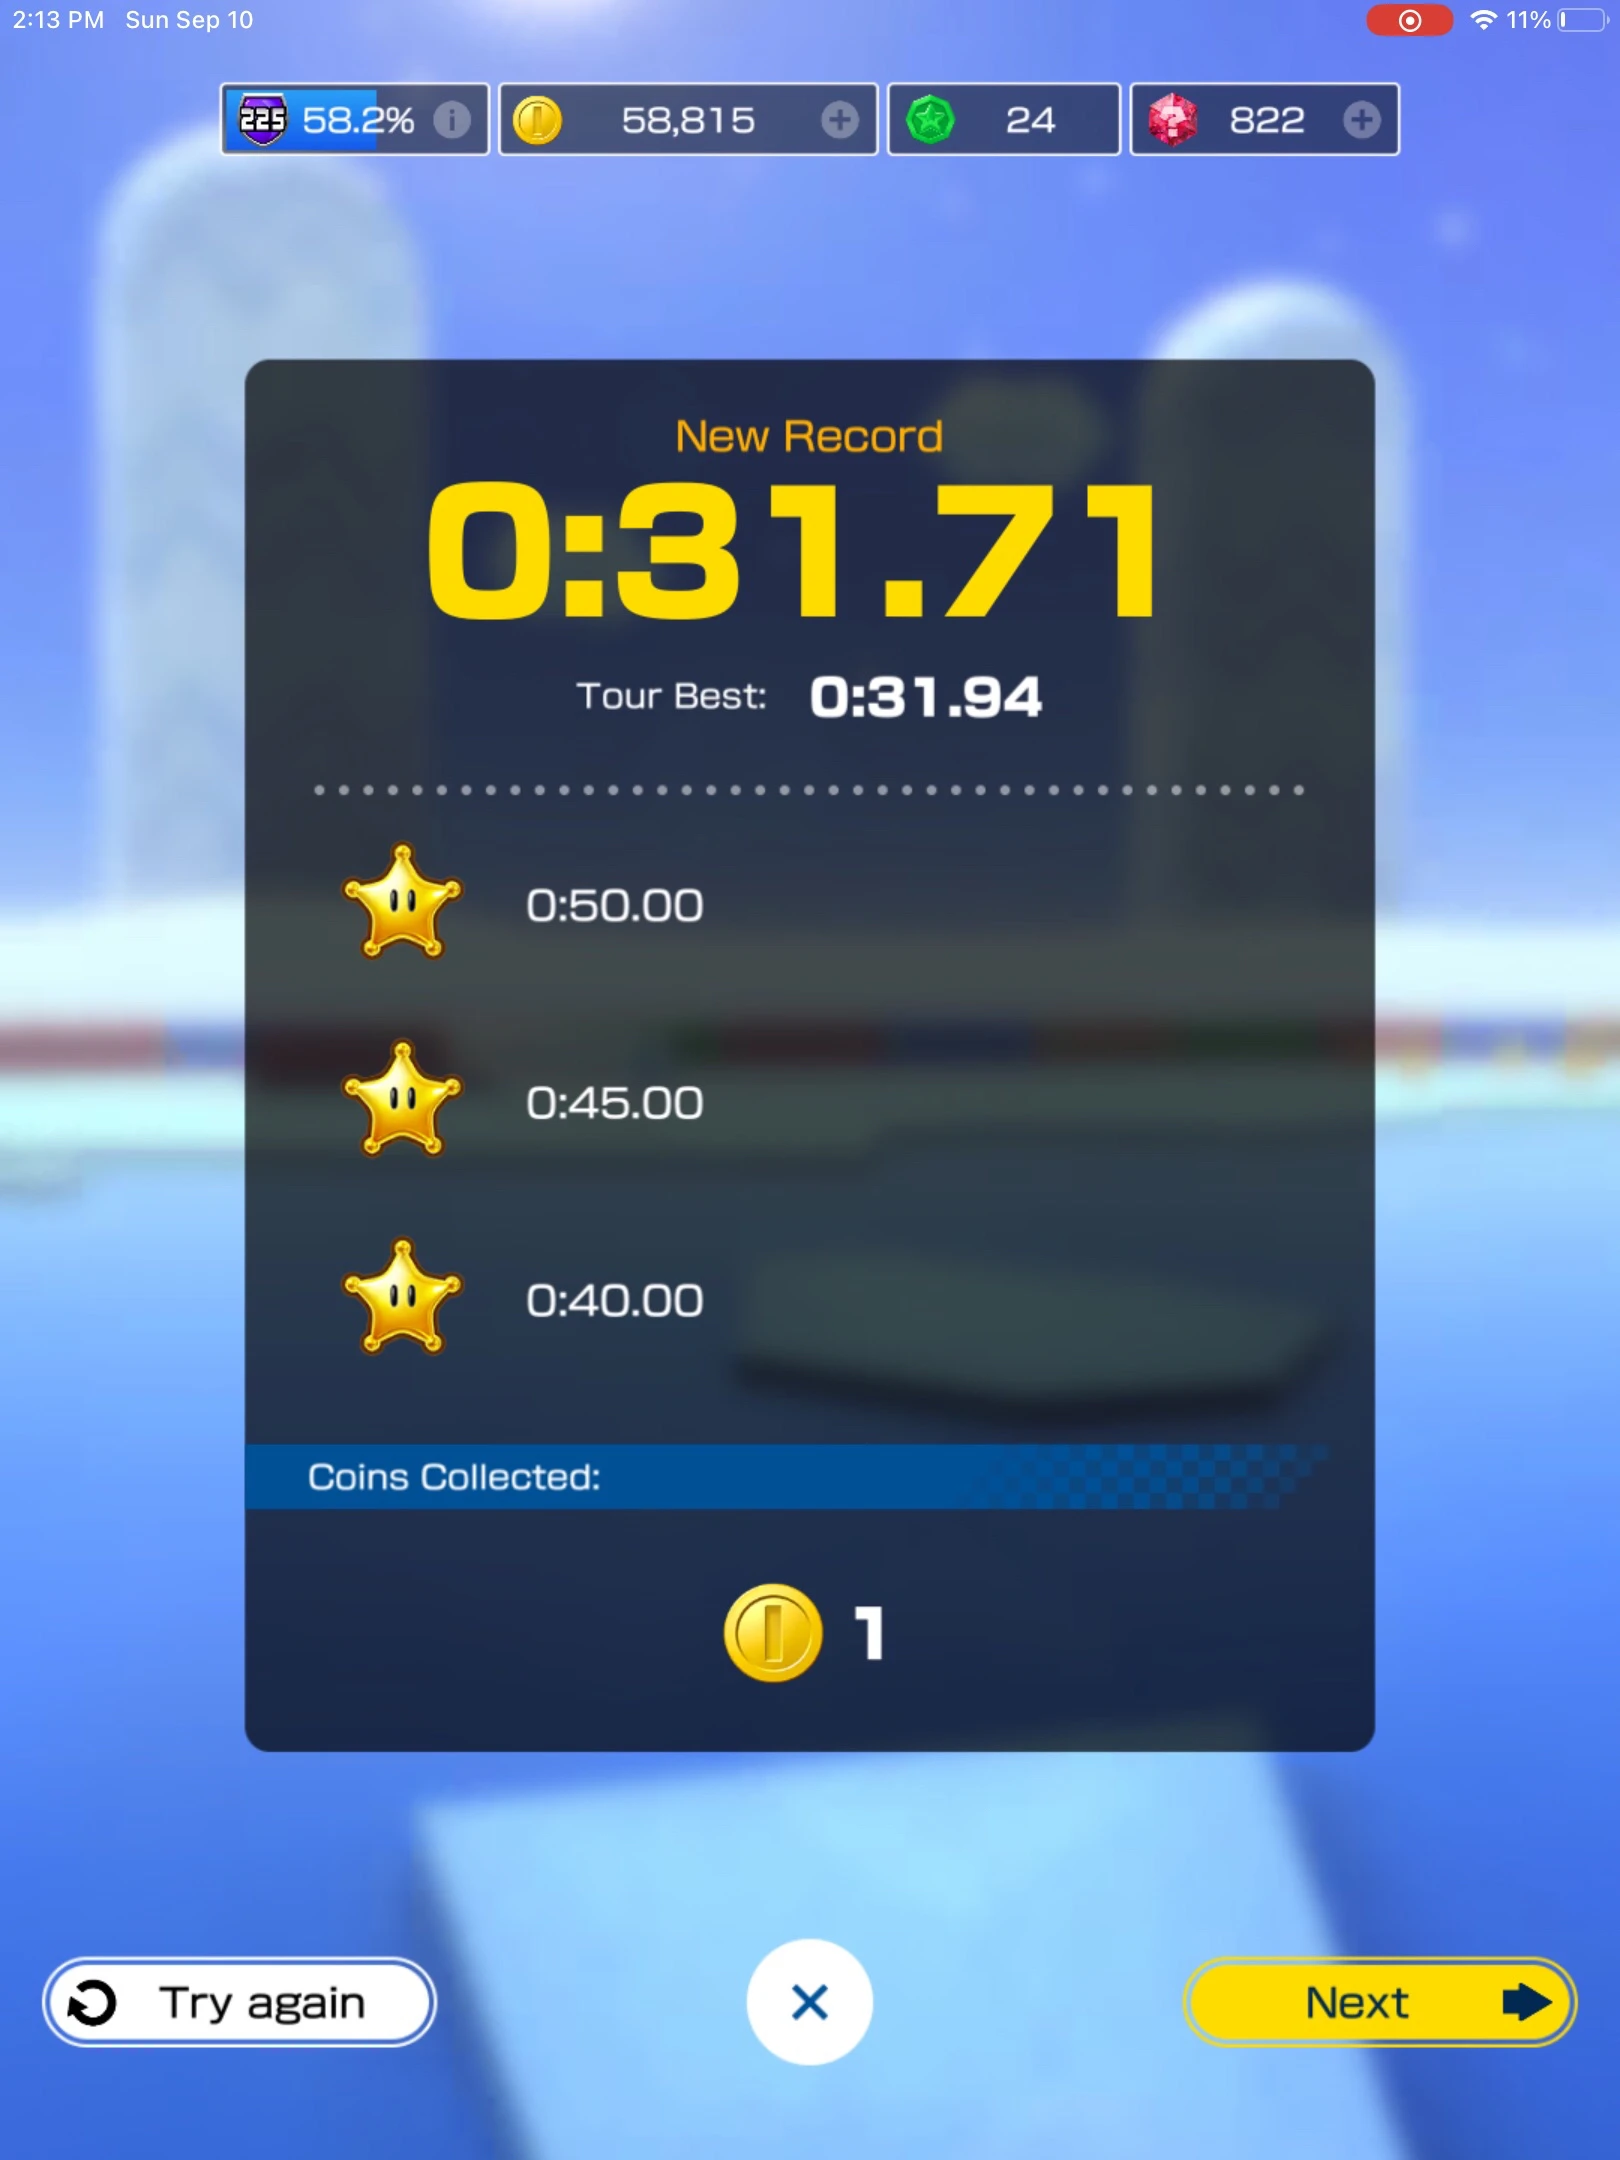 2:13 PM Sun Sep 10 11%
225 58.2% i 58,815 + 24 ? 822 +
New Record
0:31.71
Tour Best: 0:31.94
0:50.00
0:45.00
0:40.00
Coins Collected:
1
Try again × Next